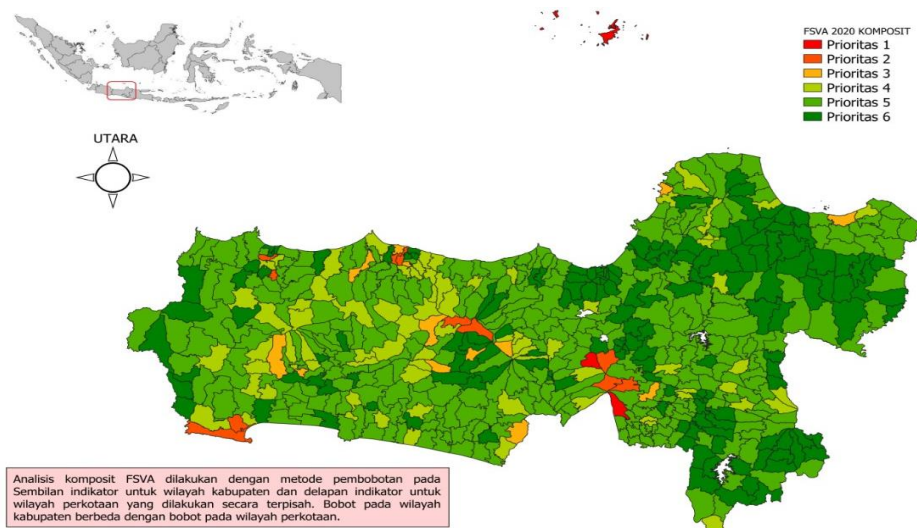 FSVA 2020 KOMPOSIT
Prioritas 1
Prioritas 2
Prioritas 3
Prioritas 4
Prioritas 5
Prioritas 6
UTARA
Analisis komposit FSVA dilakukan dengan metode pembobotan pada
Sembilan indikator untuk wilayah kabupaten dan delapan indikator untuk
wilayah perkotaan yang dilakukan secara terpisah. Bobot pada wilayah
kabupaten berbeda dengan bobot pada wilayah perkotaan.